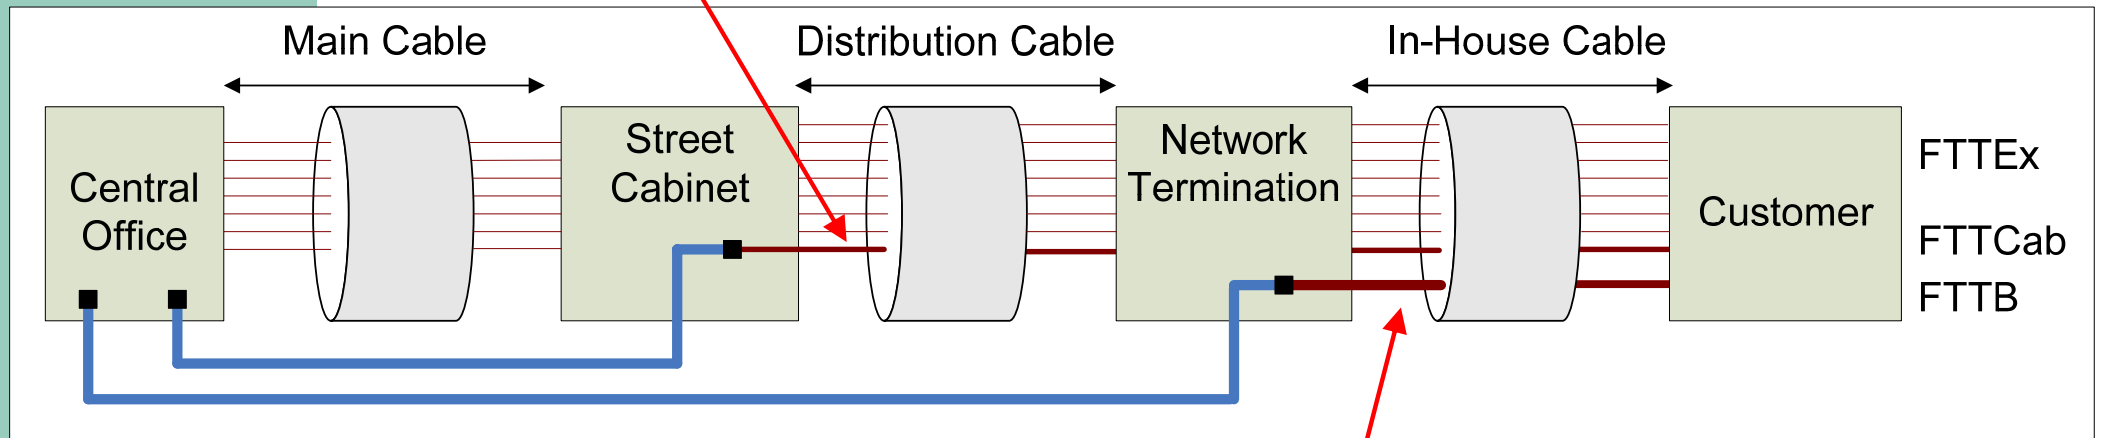 Main Cable
Distribution Cable
In-House Cable
Central
Office
Street
Cabinet
Network
Termination
Customer
FTTEx
FTTCab
FTTB